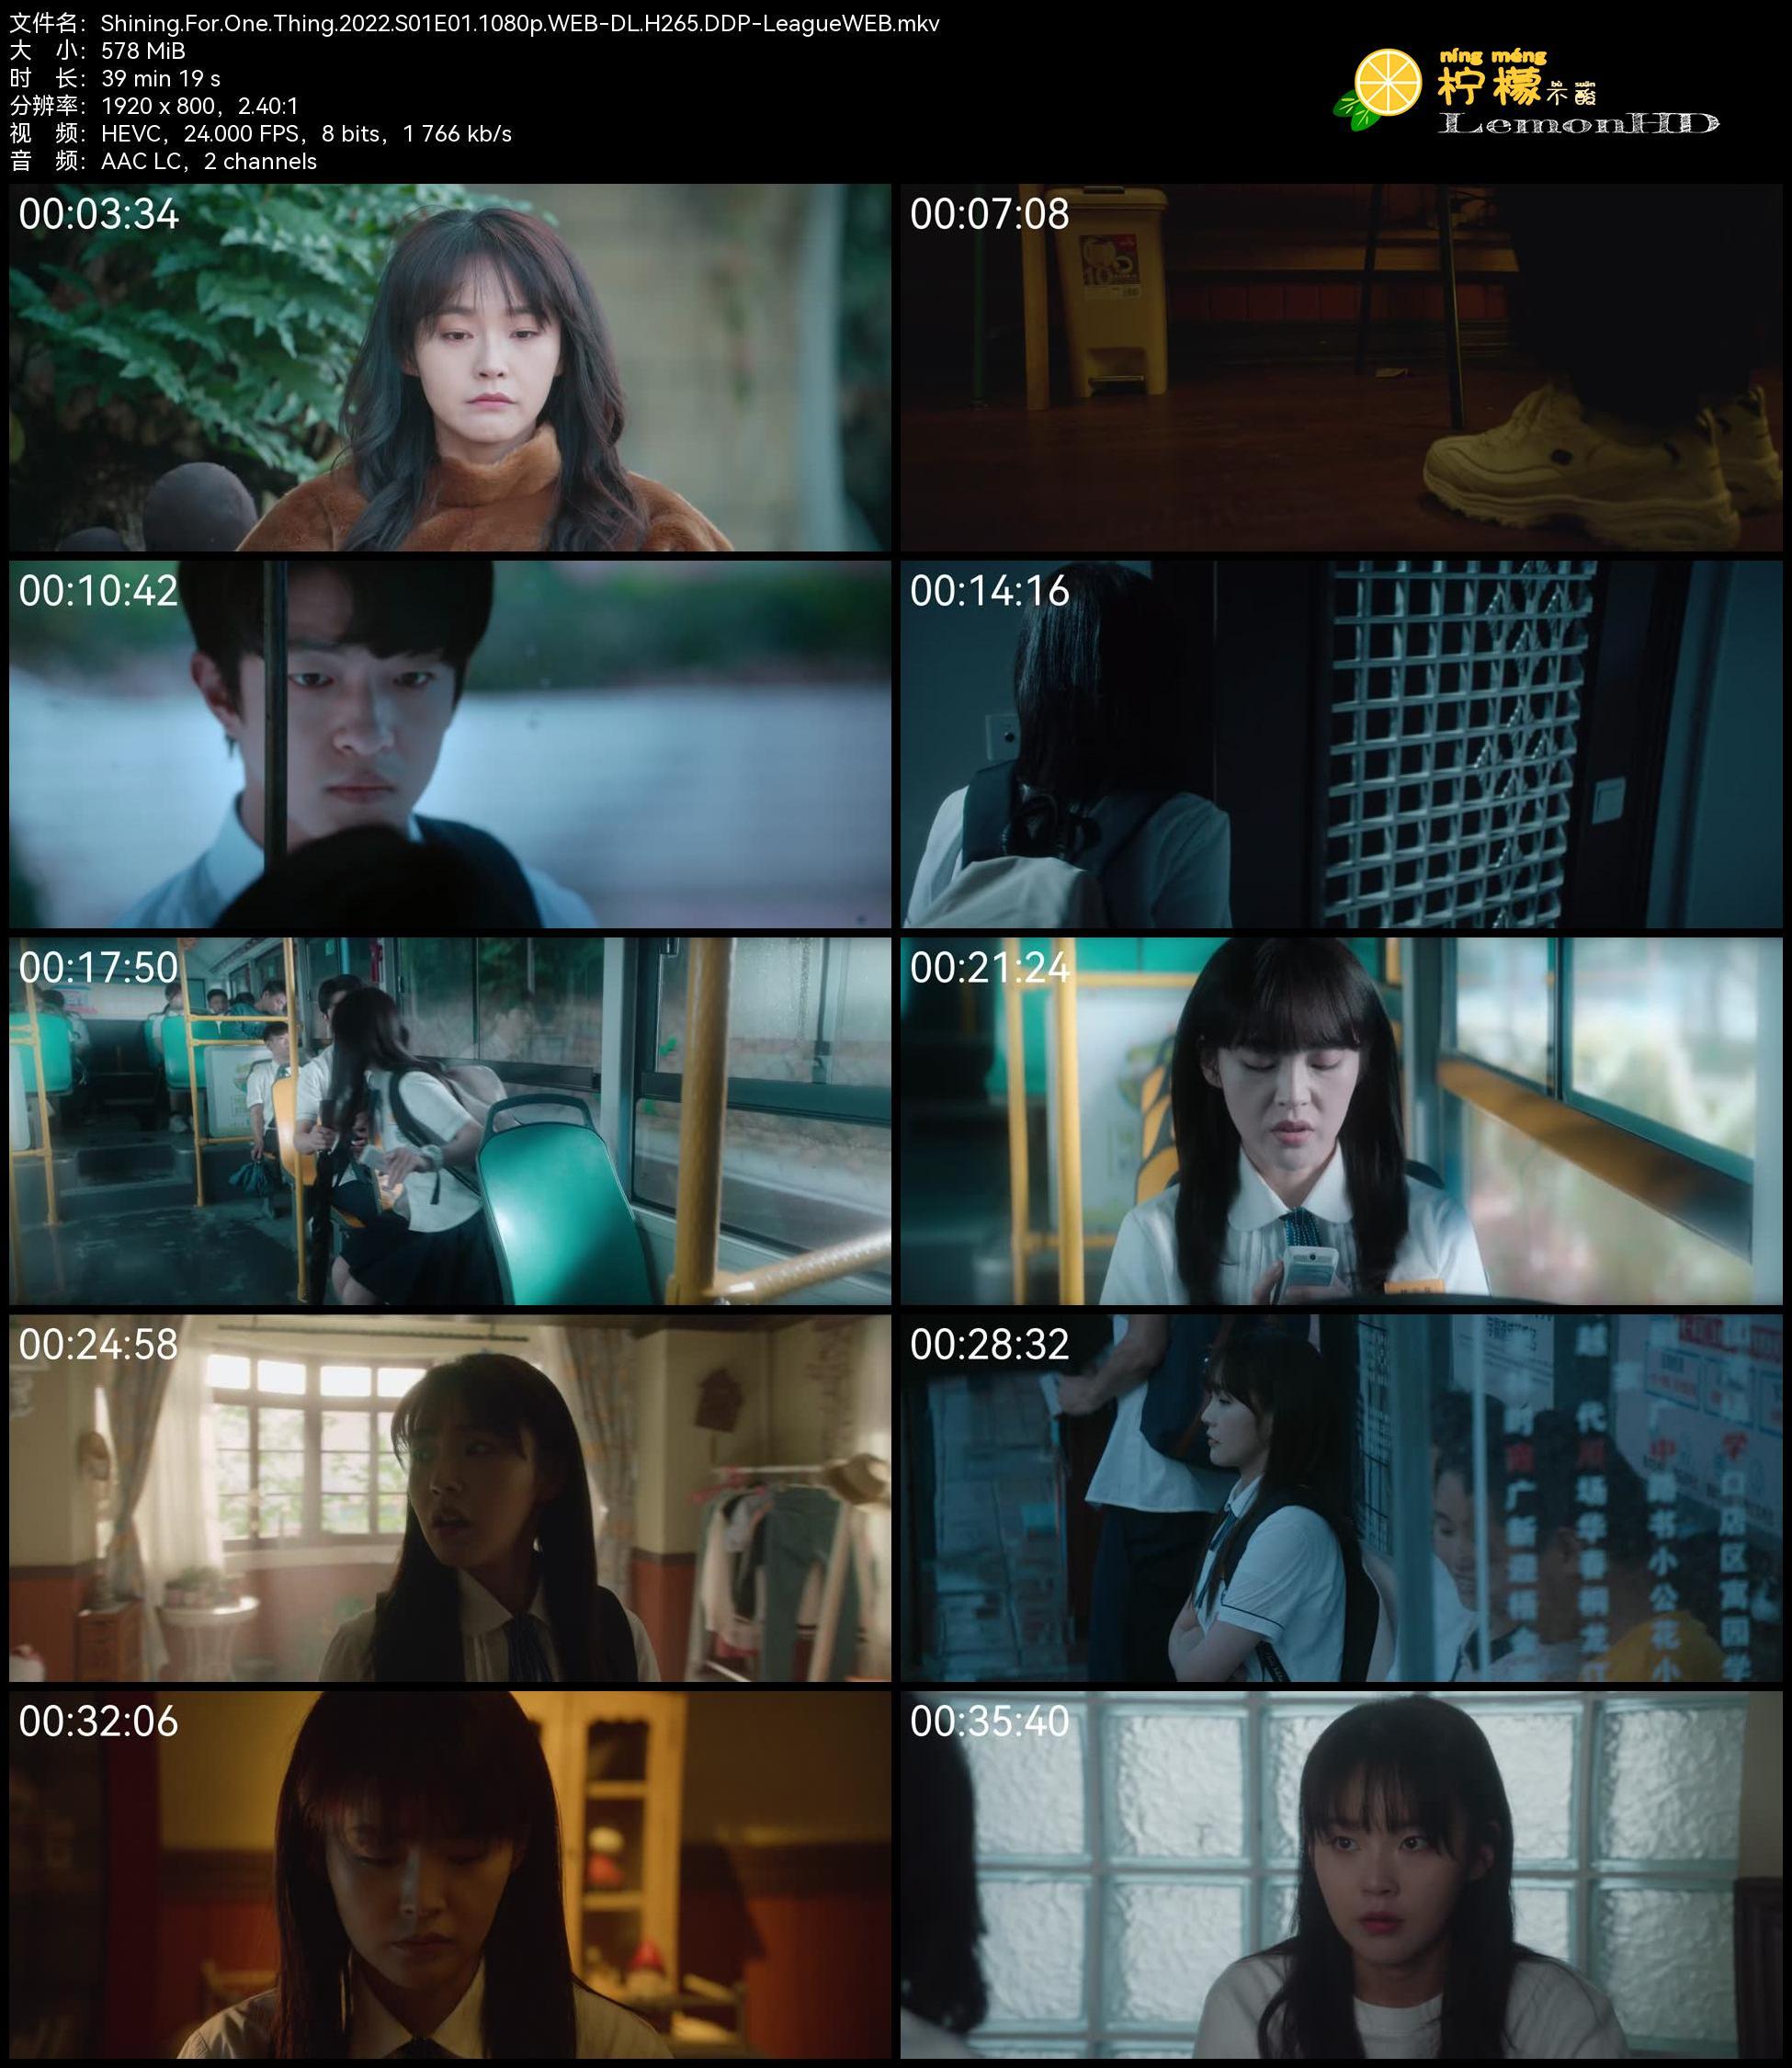 文件名：Shining.For.One.Thing.2022.S01E01.1080p.WEB-DL.H265.DDP-LeagueWEB.mkv
大 小：578 MiB
时 长：39 min 19 s
分辨率：1920 x 800，2.40:1
视 频：HEVC，24.000 FPS，8 bits，1 766 kb/s
音 频：AAC LC，2 channels
níng méng
bù suān
柠檬不酸
LemonHD
00:03:34
00:07:08
00:10:42
00:14:16
00:17:50
00:21:24
00:24:58
00:28:32
00:32:06
00:35:40